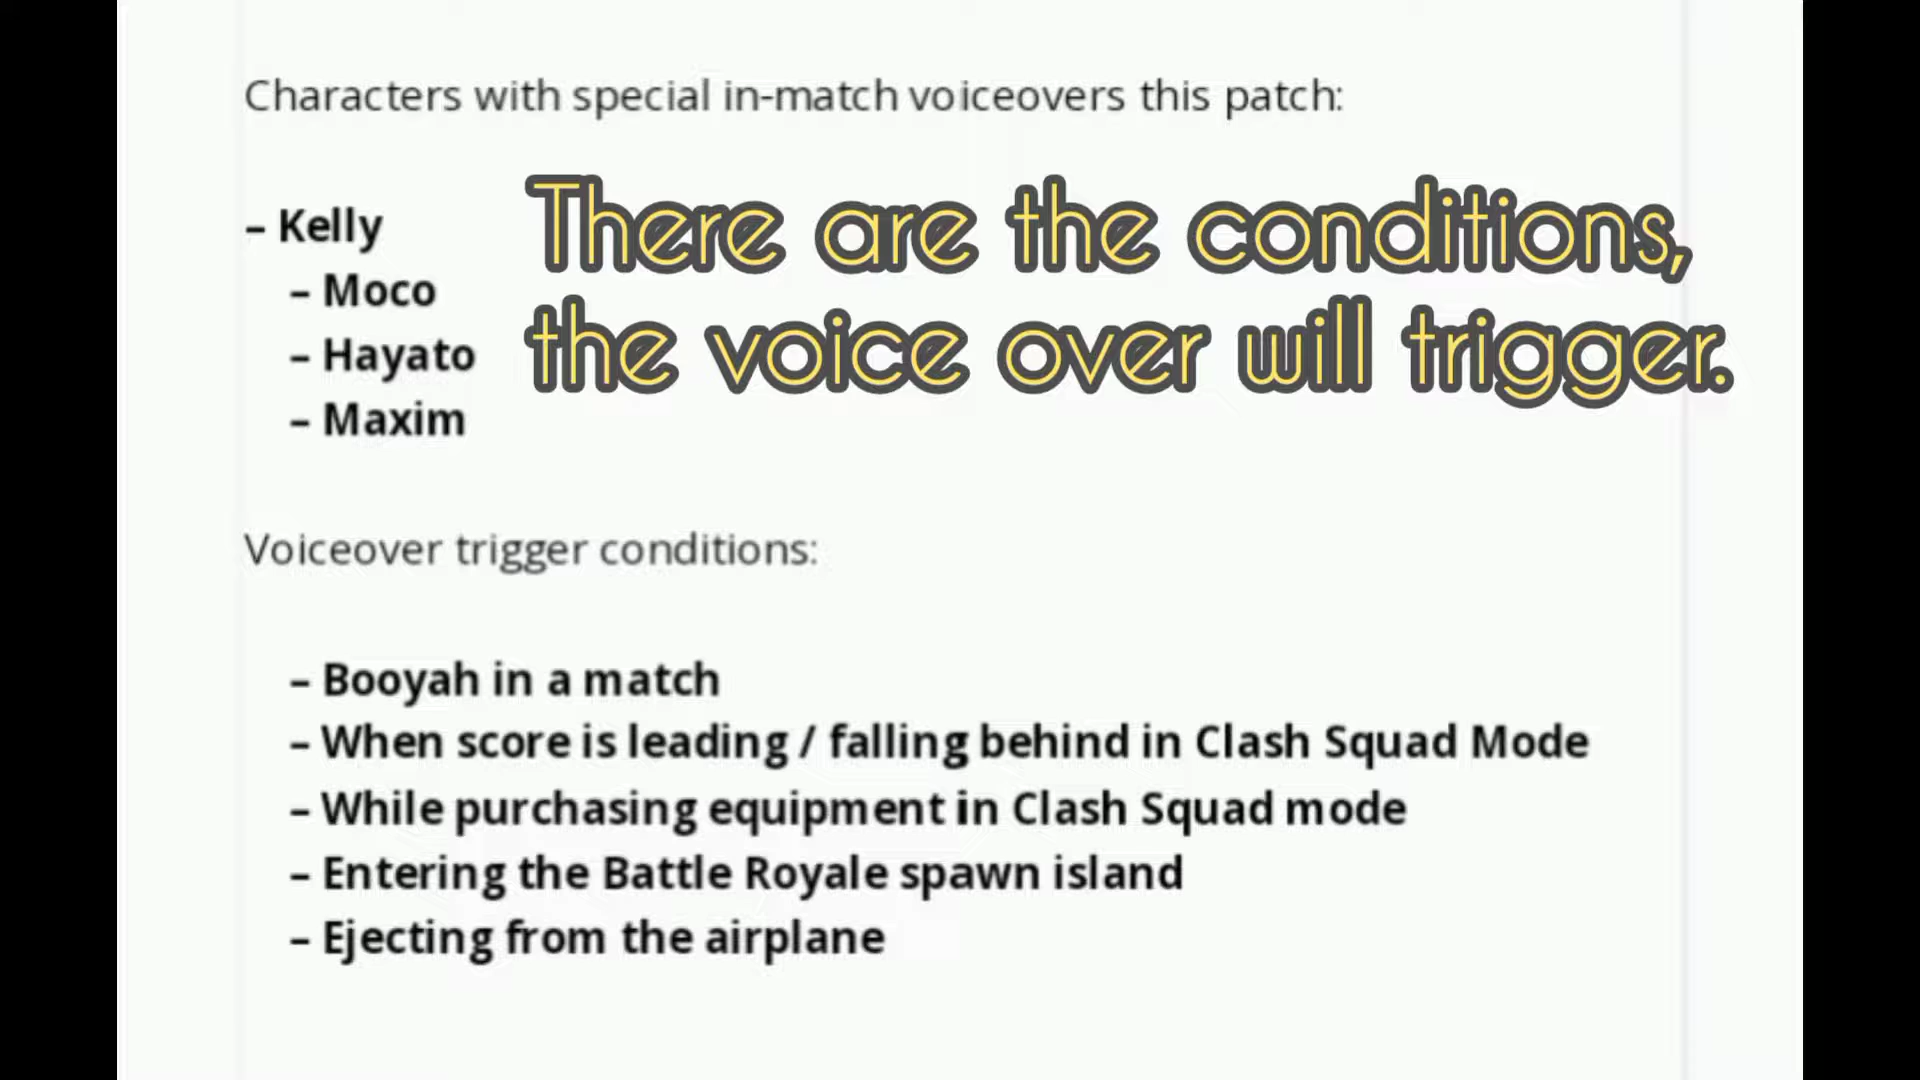 Characters with special in-match voiceovers this patch:
– Kelly
– Moco
– Hayato
– Maxim
There are the conditions,
the voice over will trigger.
Voiceover trigger conditions:
– Booyah in a match
– When score is leading / falling behind in Clash Squad Mode
– While purchasing equipment in Clash Squad mode
– Entering the Battle Royale spawn island
– Ejecting from the airplane